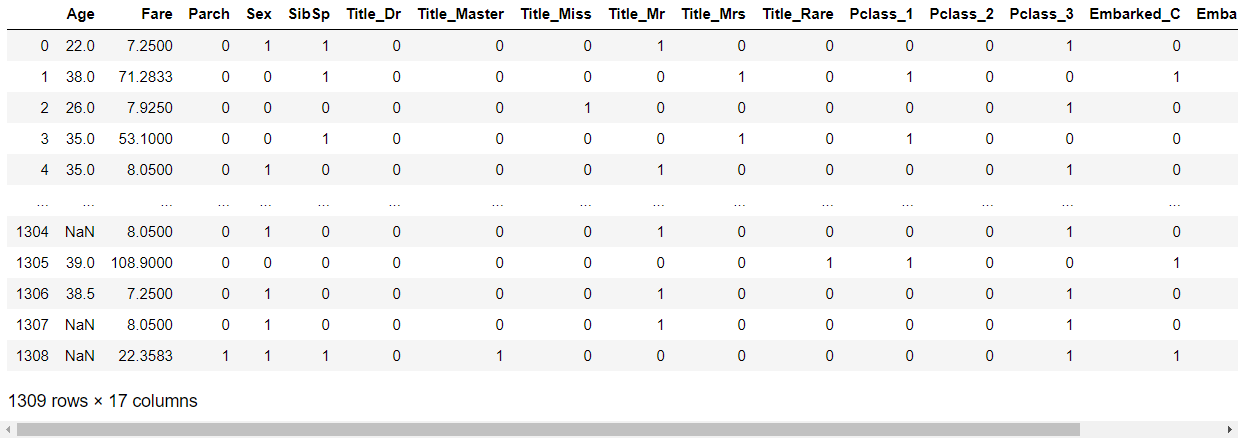 Age Fare Parch Sex SibSp Title_Dr Title_Master Title_Miss Title_Mr Title_Mrs Title_Rare Pclass_1 Pclass_2 Pclass_3 Embarked_C Emba
0 22.0 7.2500 0 1 1 0 0 0 1 0 0 0 0 1 0
1 38.0 71.2833 0 0 1 0 0 0 0 1 0 1 0 0 1
2 26.0 7.9250 0 0 0 0 0 1 0 0 0 0 0 1 0
3 35.0 53.1000 0 0 1 0 0 0 0 1 0 1 0 0 0
4 35.0 8.0500 0 1 0 0 0 0 1 0 0 0 0 1 0
... ... ... ... ... ... ... ... ... ... ... ... ... ... ... ...
1304 NaN 8.0500 0 1 0 0 0 0 1 0 0 0 0 1 0
1305 39.0 108.9000 0 0 0 0 0 0 0 0 1 1 0 0 1
1306 38.5 7.2500 0 1 0 0 0 0 1 0 0 0 0 1 0
1307 NaN 8.0500 0 1 0 0 0 0 1 0 0 0 0 1 0
1308 NaN 22.3583 1 1 1 0 1 0 0 0 0 0 0 1 1
1309 rows × 17 columns